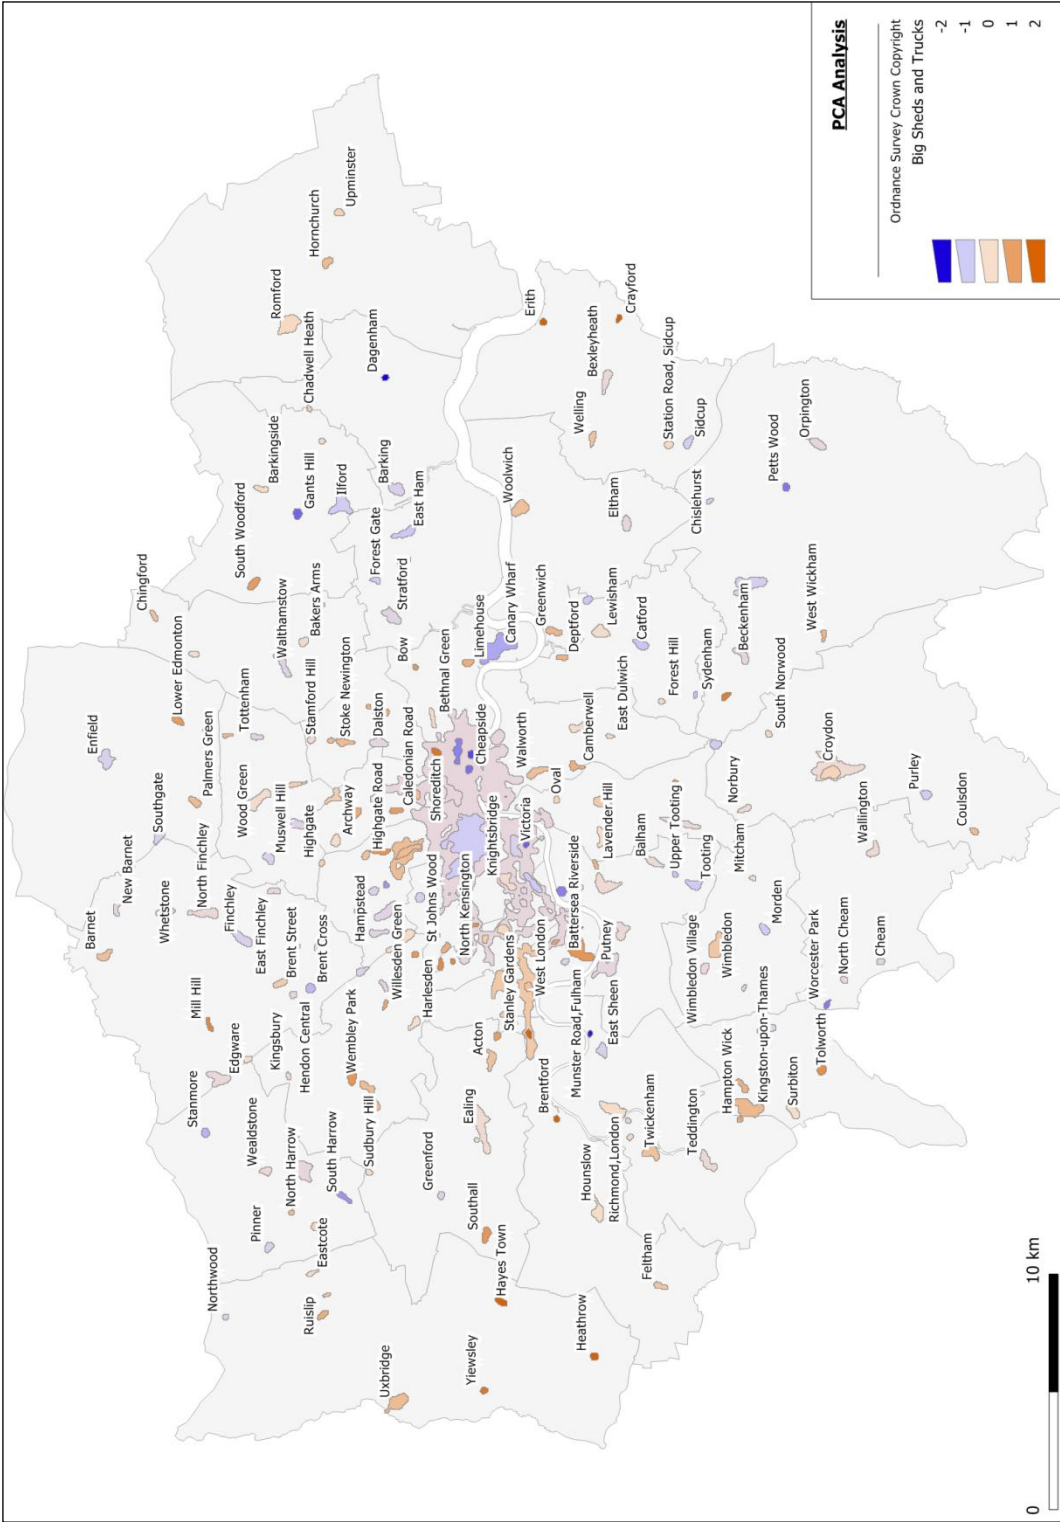 PCA Analysis
Ordnance Survey Crown Copyright
Big Sheds and Trucks
-2
-1
0
1
2
Enfield
Barnet
New Barnet
Southgate
Chingford
Whetstone
Lower Edmonton
Palmers Green
North Finchley
Mill Hill
Stanmore
Edgware
Northwood
Finchley
Wood Green
Tottenham
South Woodford
Wealdstone
Pinner
East Finchley
Muswell Hill
Walthamstow
Barkingside
Romford
Kingsbury
Brent Street
Highgate
Bakers Arms
Gants Hill
Chadwell Heath
Hornchurch
Upminster
North Harrow
Hendon Central
Brent Cross
Stamford Hill
Eastcote
Ruislip
South Harrow
Archway
Stoke Newington
Ilford
Wembley Park
Sudbury Hill
Hampstead
Highgate Road
Dalston
Forest Gate
Barking
Dagenham
Willesden Green
Caledonian Road
Stratford
Uxbridge
Greenford
Harlesden
St Johns Wood
Shoreditch
Bethnal Green
Bow
East Ham
North Kensington
Cheapside
Limehouse
Yiewsley
Southall
Ealing
Acton
Stanley Gardens
Knightsbridge
Canary Wharf
Hayes Town
Woolwich
West London
Victoria
Walworth
Greenwich
Erith
Brentford
Battersea Riverside
Oval
Deptford
Munster Road,Fulham
Camberwell
Heathrow
Hounslow
East Sheen
Putney
Lavender Hill
Lewisham
Welling
Bexleyheath
Crayford
Richmond,London
East Dulwich
Eltham
Twickenham
Balham
Catford
Feltham
Forest Hill
Station Road, Sidcup
Upper Tooting
Wimbledon Village
Tooting
Sidcup
Teddington
Sydenham
Chislehurst
Wimbledon
Hampton Wick
Mitcham
Norbury
Beckenham
Kingston-upon-Thames
Morden
South Norwood
Petts Wood
Surbiton
Orpington
Worcester Park
Tolworth
Croydon
West Wickham
North Cheam
Wallington
Cheam
Purley
Coulsdon
10 km